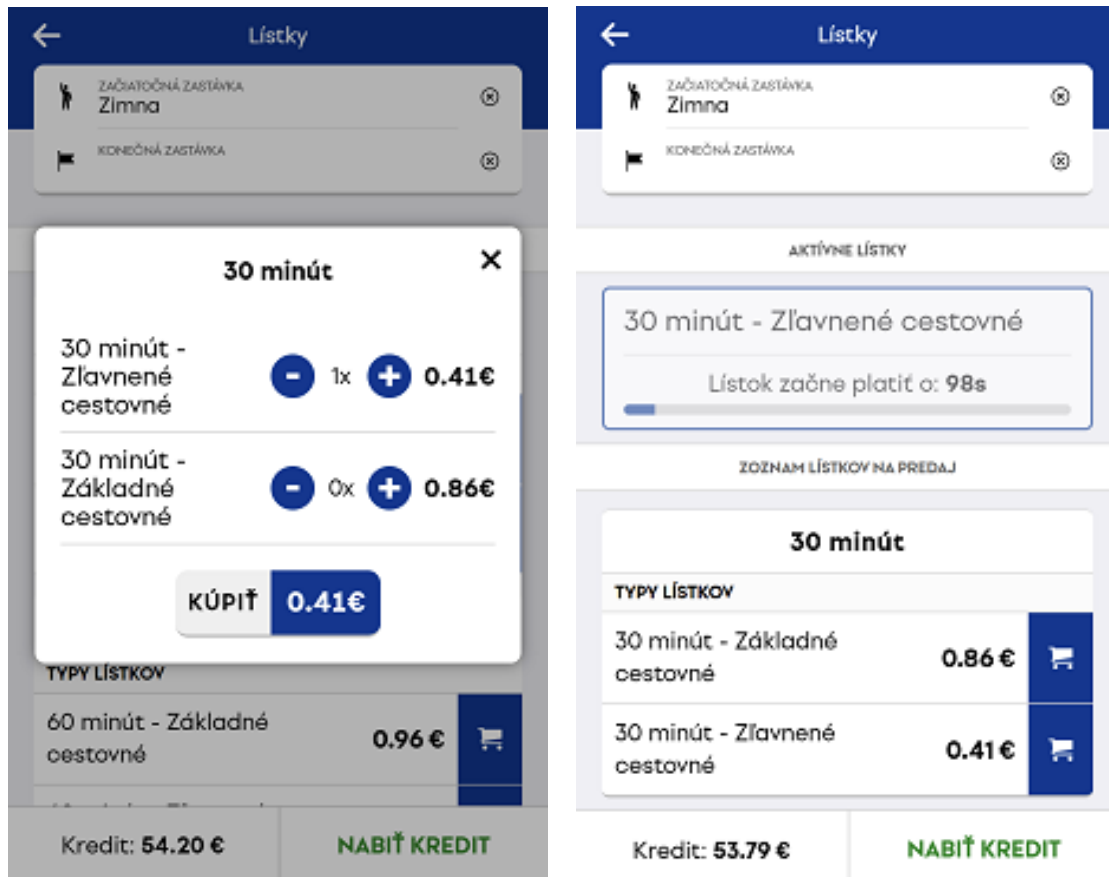 Lístky
ZAČIATOČNÁ ZASTÁVKA
Zimna
KONEČNÁ ZASTÁVKA
30 minút
30 minút -
Zľavnené
cestovné
1x
0.41€
30 minút -
Základné
cestovné
0x
0.86€
KÚPIŤ 0.41€
TYPY LÍSTKOV
60 minút - Základné
cestovné
0.96 €
Kredit: 54.20 €
NABIŤ KREDIT
Lístky
ZAČIATOČNÁ ZASTÁVKA
Zimna
KONEČNÁ ZASTÁVKA
AKTÍVNE LÍSTKY
30 minút - Zľavnené cestovné
Lístok začne platiť o: 98s
ZOZNAM LÍSTKOV NA PREDAJ
30 minút
TYPY LÍSTKOV
30 minút - Základné
cestovné
0.86 €
30 minút - Zľavnené
cestovné
0.41 €
Kredit: 53.79 €
NABIŤ KREDIT